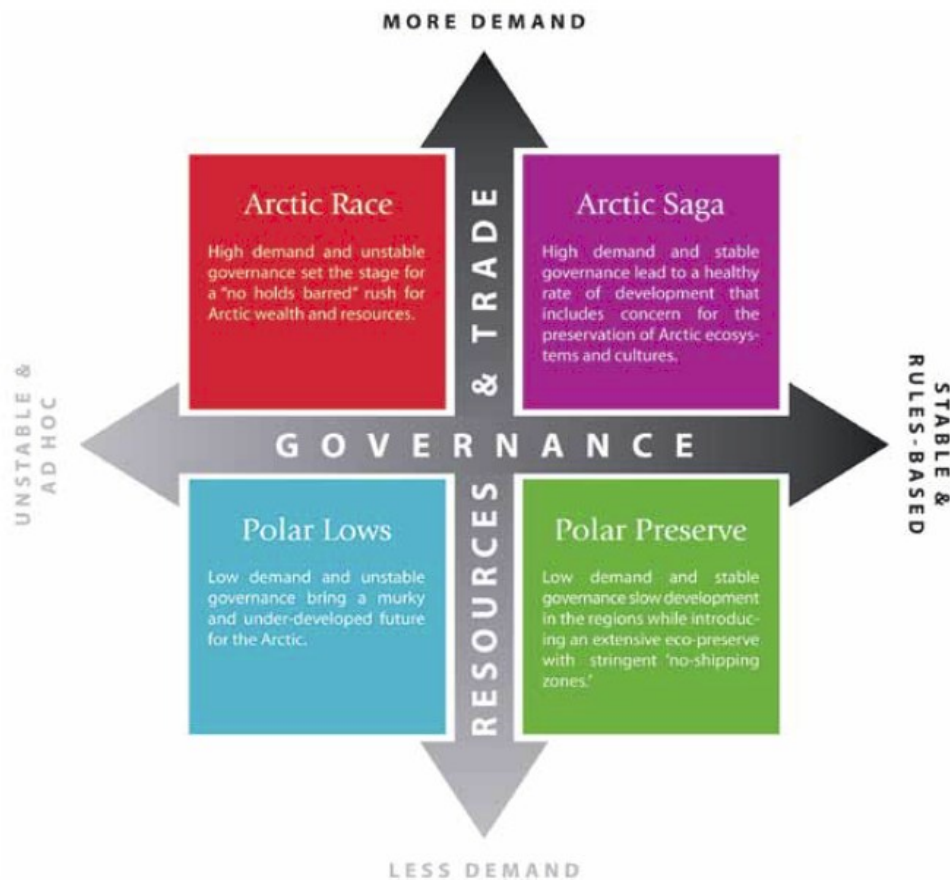 MORE DEMAND
Arctic Race
High demand and unstable
governance set the stage for
a "no holds barred" rush for
Arctic wealth and resources.
Arctic Saga
High demand and stable
governance lead to a healthy
rate of development that
includes concern for the
preservation of Arctic ecosys-
tems and cultures.
RESOURCES & TRADE
UNSTABLE &
AD HOC
GOVERNANCE
STABLE &
RULES-BASED
Polar Lows
Low demand and unstable
governance bring a murky
and under-developed future
for the Arctic.
Polar Preserve
Low demand and stable
governance slow development
in the regions while introduc-
ing an extensive eco-preserve
with stringent 'no-shipping
zones.'
LESS DEMAND